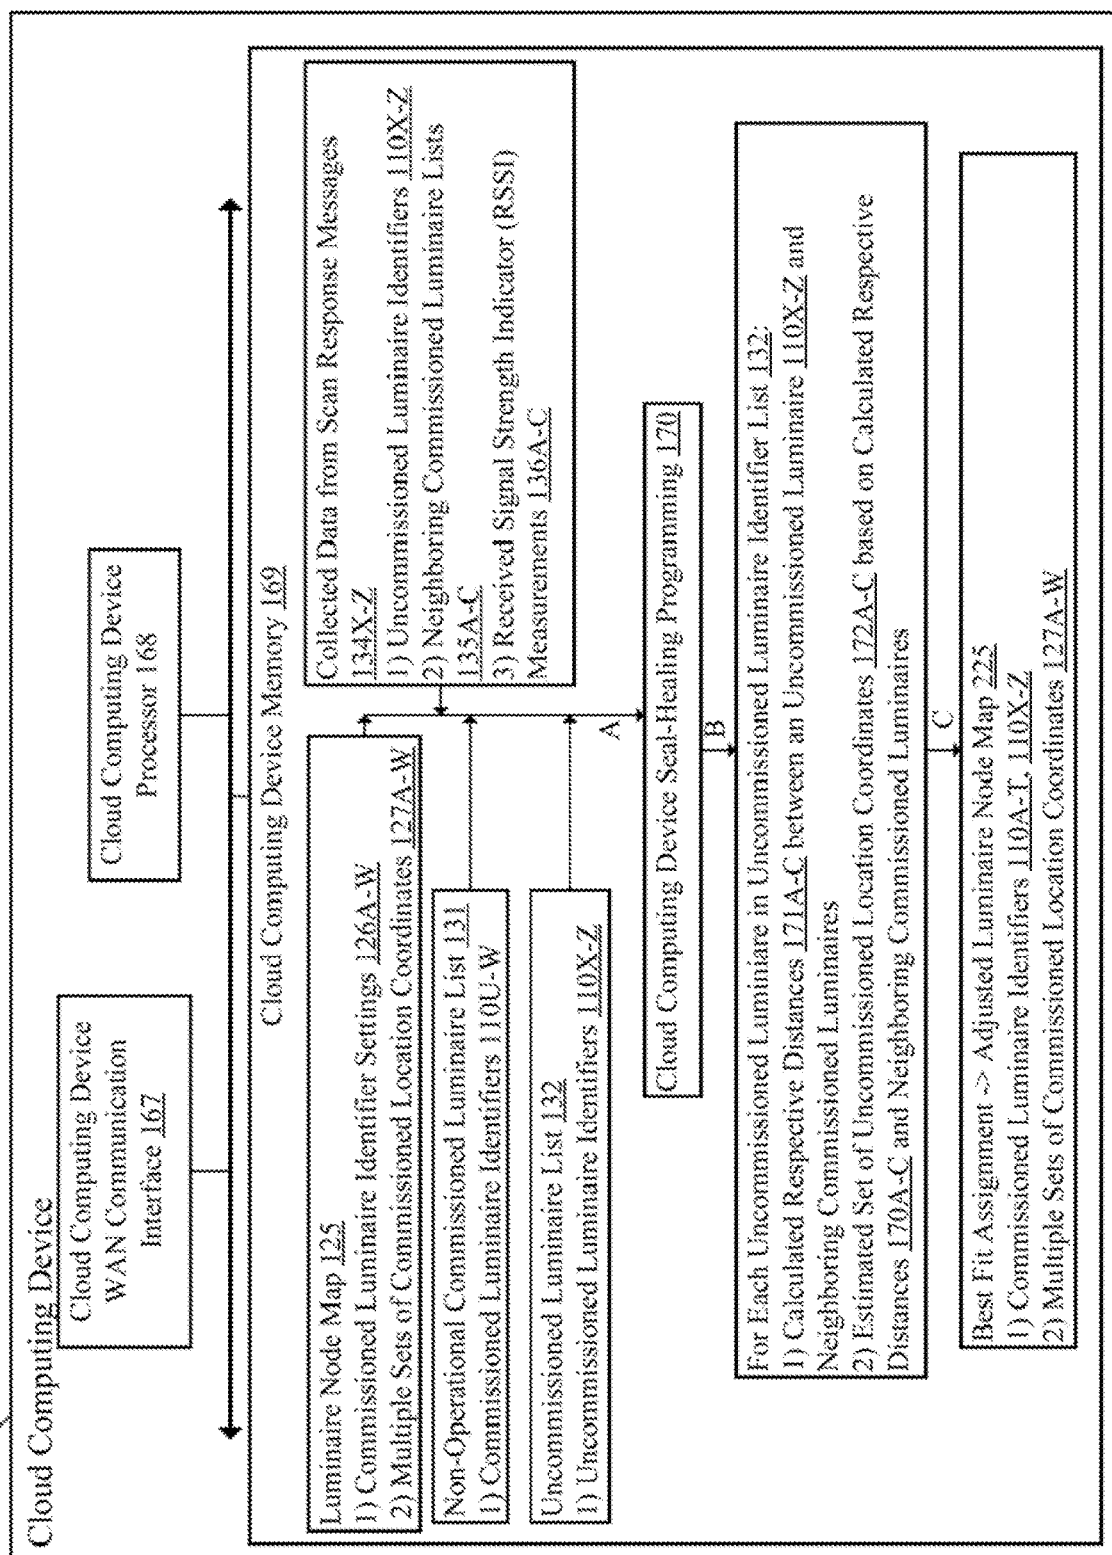 Cloud Computing Device
Cloud Computing Device
WAN Communication
Interface 167
Cloud Computing Device
Processor 168
Cloud Computing Device Memory 169
Luminaire Node Map 125
1) Commissioned Luminaire Identifier Settings 126A-W
2) Multiple Sets of Commissioned Location Coordinates 127A-W
Non-Operational Commissioned Luminaire List 131
1) Commissioned Luminaire Identifiers 110U-W
Uncommissioned Luminaire List 132
1) Uncommissioned Luminaire Identifiers 110X-Z
Collected Data from Scan Response Messages
134X-Z
1) Uncommissioned Luminaire Identifiers 110X-Z
2) Neighboring Commissioned Luminaire Lists
135A-C
3) Received Signal Strength Indicator (RSSI)
Measurements 136A-C
A
Cloud Computing Device Seal-Healing Programming 170
B
For Each Uncommissioned Luminiare in Uncommissioned Luminaire Identifier List 132:
1) Calculated Respective Distances 171A-C between an Uncommissioned Luminaire 110X-Z and
Neighboring Commissioned Luminaires
2) Estimated Set of Uncommissioned Location Coordinates 172A-C based on Calculated Respective
Distances 170A-C and Neighboring Commissioned Luminaires
C
Best Fit Assignment -> Adjusted Luminaire Node Map 225
1) Commissioned Luminaire Identifiers 110A-T, 110X-Z
2) Multiple Sets of Commissioned Location Coordinates 127A-W